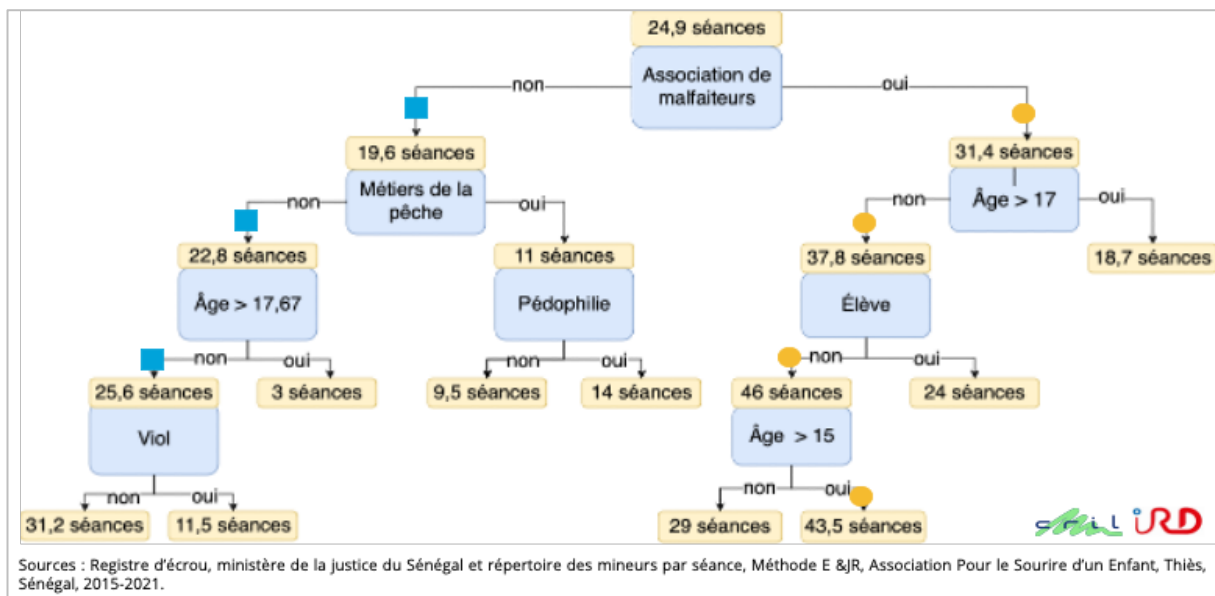 24,9 séances
Association de
malfaiteurs
non
oui
19,6 séances
31,4 séances
Métiers de la
pêche
Âge > 17
non
oui
non
oui
22,8 séances
11 séances
37,8 séances
18,7 séances
Âge > 17,67
Pédophilie
Élève
non
oui
non
oui
non
oui
25,6 séances
3 séances
9,5 séances
14 séances
46 séances
24 séances
Viol
Âge > 15
non
oui
non
oui
31,2 séances
11,5 séances
29 séances
43,5 séances
cril
iRD
Sources : Registre d’écrou, ministère de la justice du Sénégal et répertoire des mineurs par séance, Méthode E &JR, Association Pour le Sourire d’un Enfant, Thiès,
Sénégal, 2015-2021.